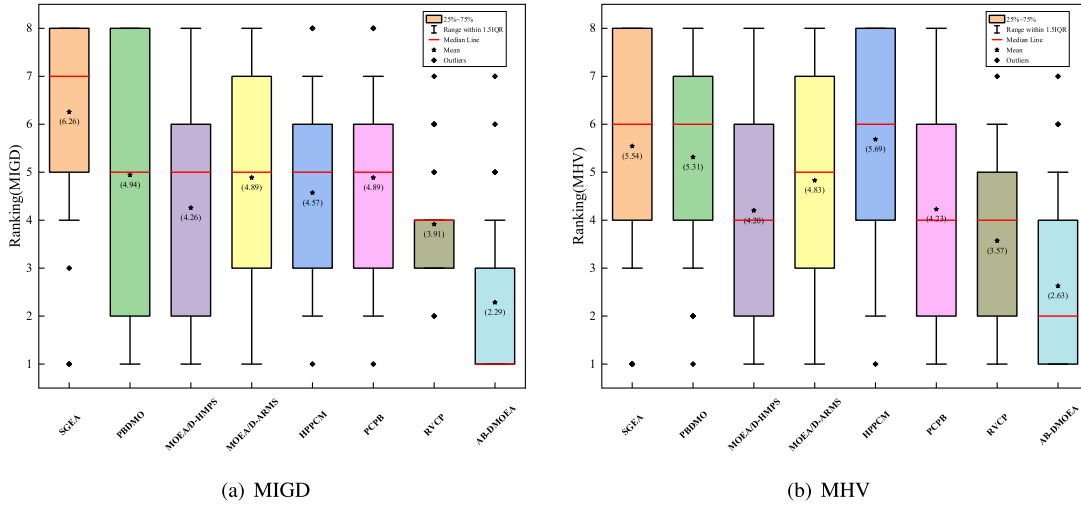 8
7
6
5
4
3
2
1
Ranking(MIGD)
25%~75%
Range within 1.5IQR
Median Line
Mean
Outliers
(6.26)
(4.94)
(4.26)
(4.89)
(4.57)
(4.89)
(3.91)
(2.29)
SGEA
PBDMO
MOEA/D-HMPS
MOEA/D-ARMS
HPPCM
PCPB
RVCP
AB-DMOEA
(a) MIGD
8
7
6
5
4
3
2
1
Ranking(MHV)
25%~75%
Range within 1.5IQR
Median Line
Mean
Outliers
(5.54)
(5.31)
(4.20)
(4.83)
(5.69)
(4.23)
(3.57)
(2.63)
SGEA
PBDMO
MOEA/D-HMPS
MOEA/D-ARMS
HPPCM
PCPB
RVCP
AB-DMOEA
(b) MHV